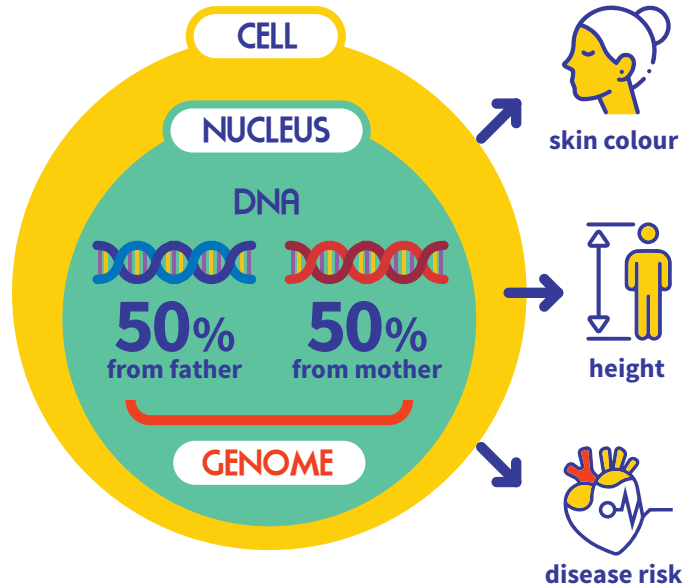 CELL
NUCLEUS
DNA
50%
from father
50%
from mother
GENOME
skin colour
height
disease risk